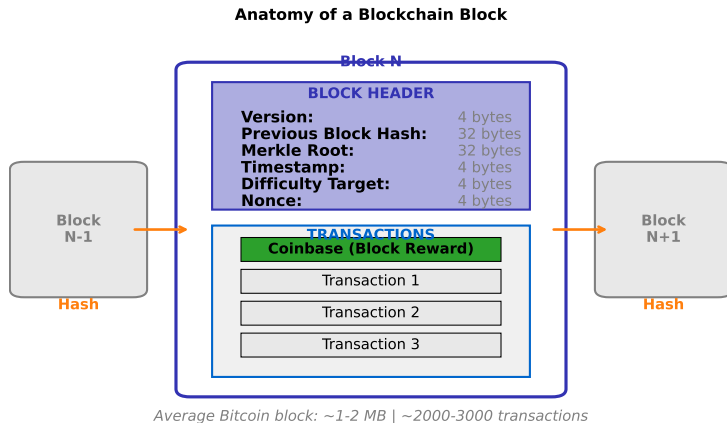 Anatomy of a Blockchain Block
Block N
BLOCK HEADER
Version: 4 bytes
Previous Block Hash: 32 bytes
Merkle Root: 32 bytes
Timestamp: 4 bytes
Difficulty Target: 4 bytes
Nonce: 4 bytes
Block
N-1
Hash
TRANSACTIONS
Coinbase (Block Reward)
Transaction 1
Transaction 2
Transaction 3
Block
N+1
Hash
Average Bitcoin block: ~1-2 MB | ~2000-3000 transactions